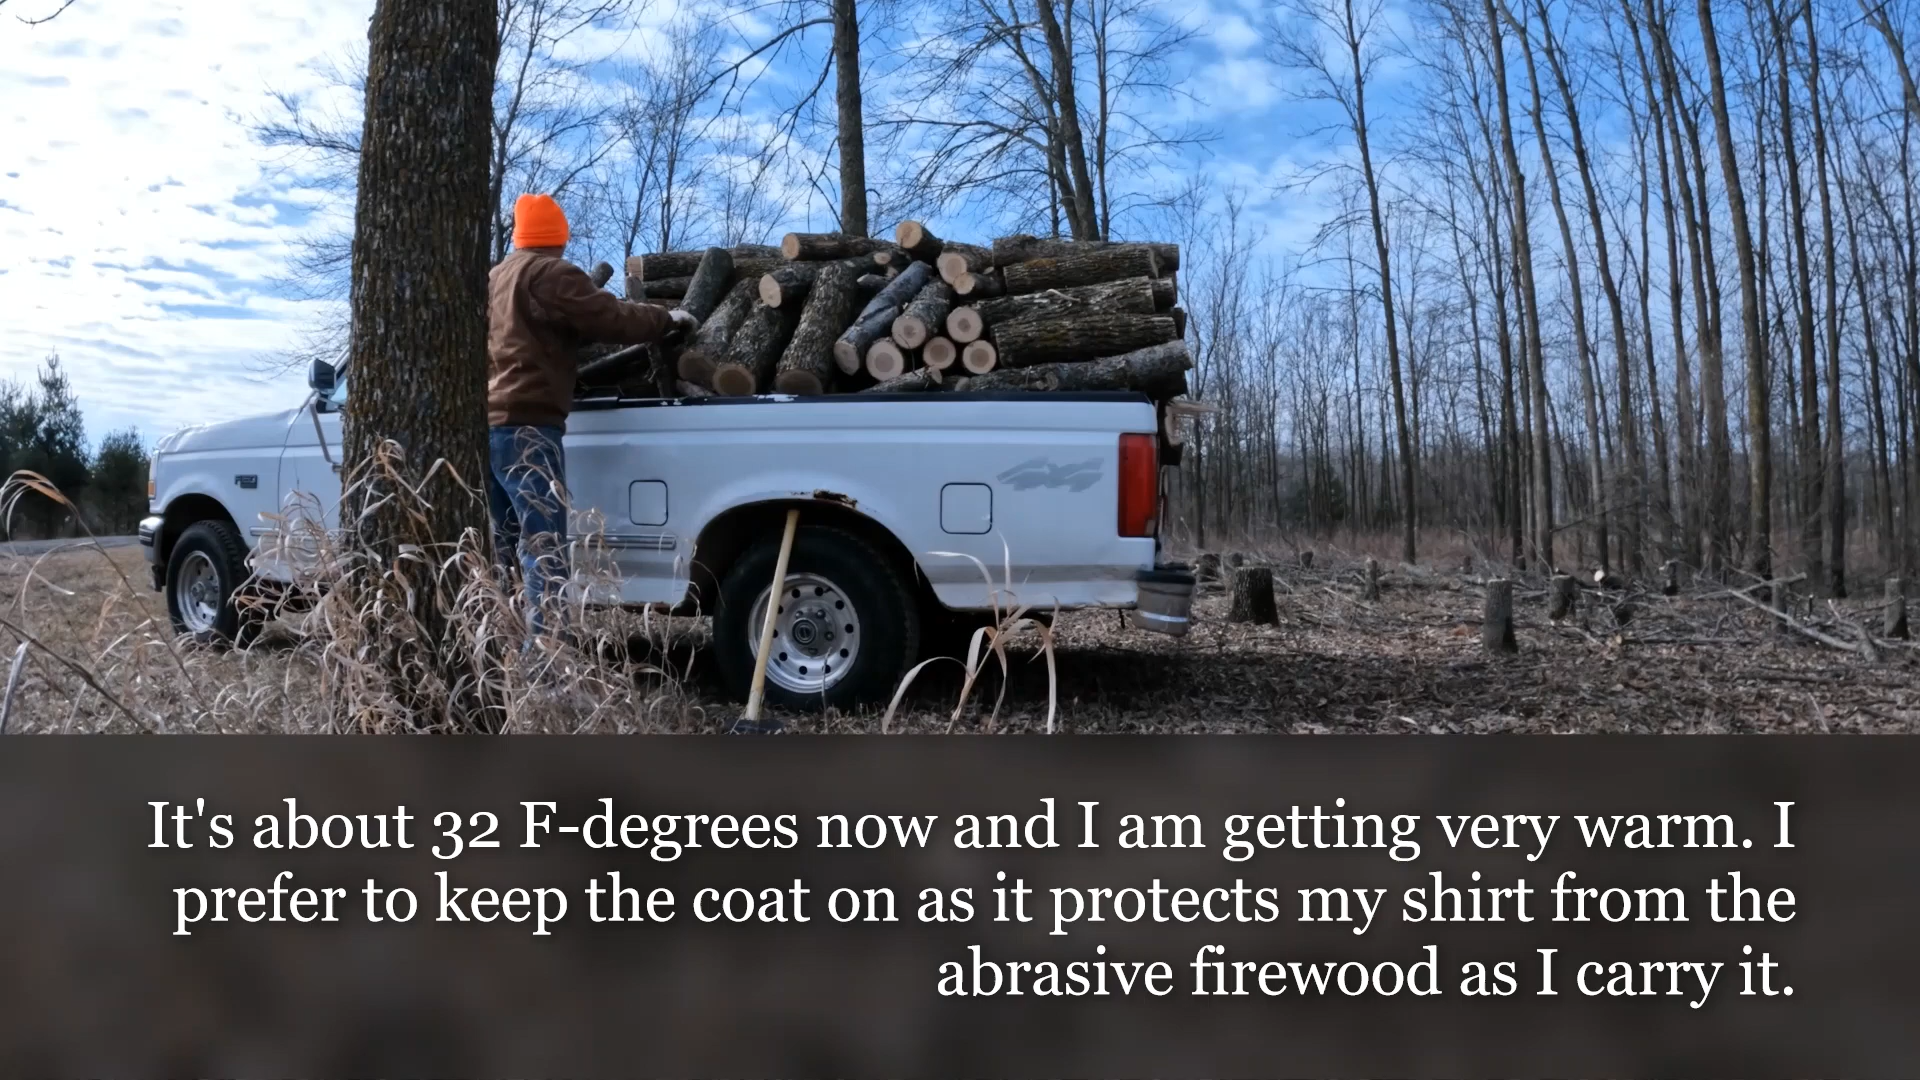 4x4
It's about 32 F-degrees now and I am getting very warm. I
prefer to keep the coat on as it protects my shirt from the
abrasive firewood as I carry it.